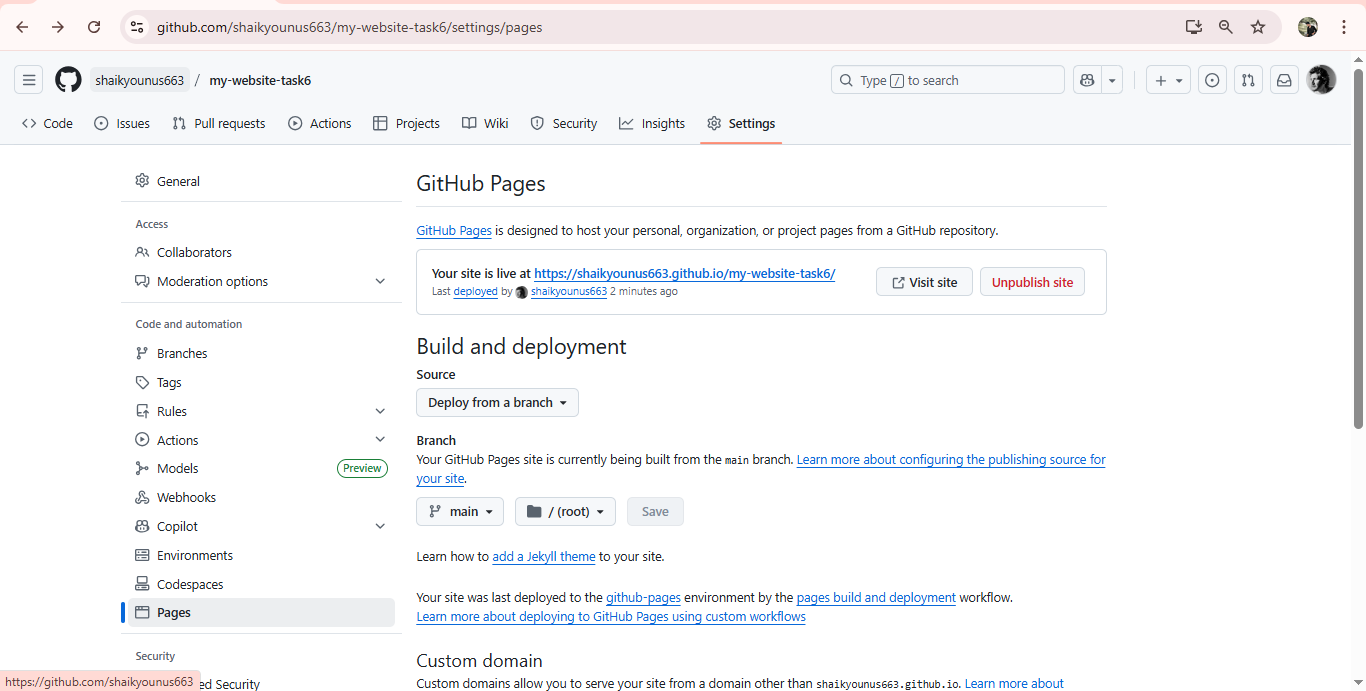 github.com/shaikyounus663/my-website-task6/settings/pages
shaikyounus663 / my-website-task6
Type / to search
Code Issues Pull requests Actions Projects Wiki Security Insights Settings
General
Access
Collaborators
Moderation options
Code and automation
Branches
Tags
Rules
Actions
Models Preview
Webhooks
Copilot
Environments
Codespaces
Pages
Security
ed Security
GitHub Pages
GitHub Pages is designed to host your personal, organization, or project pages from a GitHub repository.
Your site is live at https://shaikyounus663.github.io/my-website-task6/
Last deployed by shaikyounus663 2 minutes ago
Visit site
Unpublish site
Build and deployment
Source
Deploy from a branch
Branch
Your GitHub Pages site is currently being built from the main branch. Learn more about configuring the publishing source for
your site.
main / (root) Save
Learn how to add a Jekyll theme to your site.
Your site was last deployed to the github-pages environment by the pages build and deployment workflow.
Learn more about deploying to GitHub Pages using custom workflows
Custom domain
Custom domains allow you to serve your site from a domain other than shaikyounus663.github.io. Learn more about
https://github.com/shaikyounus663